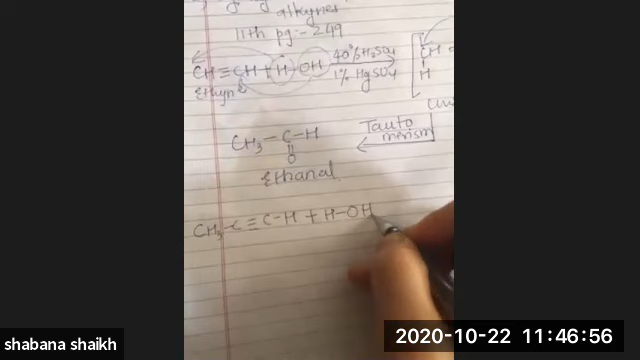 alkynes
11th pg:- 249
CH≡CH + H-OH 40% H2SO4
1% HgSO4
CH
H
Ethyne
Tauto
merism
CH3-C-H
O
Ethanal
CH3-C≡C-H + H-OH
shabana shaikh
2020-10-22 11:46:56